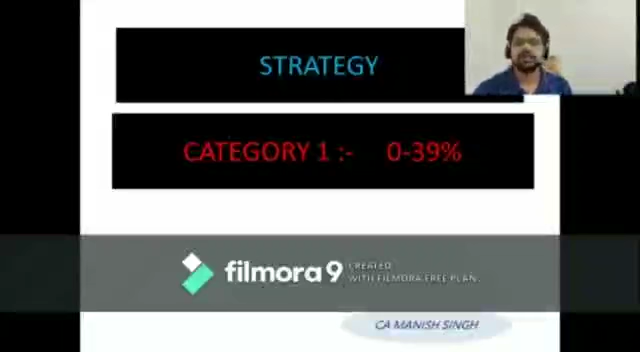 STRATEGY
CATEGORY 1 :-    0-39%
filmora9
CREATED
WITH FILMORA FREE PLAN
CA MANISH SINGH